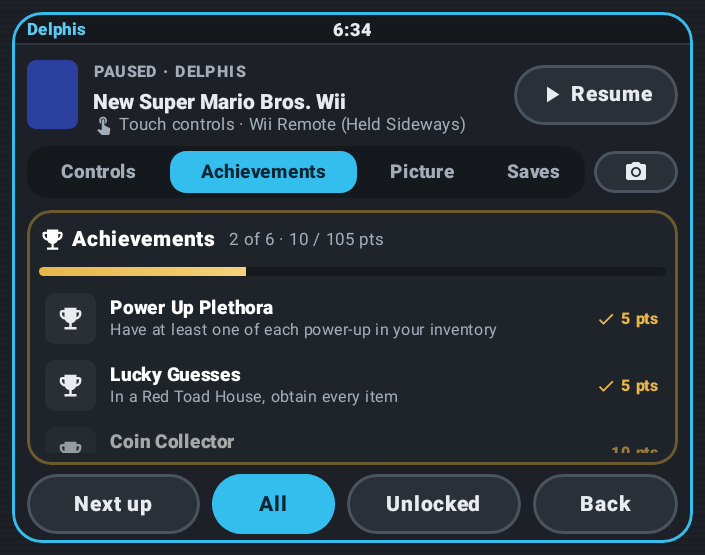 Delphis
6:34
PAUSED · DELPHIS
New Super Mario Bros. Wii
Touch controls · Wii Remote (Held Sideways)
Resume
Controls
Achievements
Picture
Saves
Achievements 2 of 6 · 10 / 105 pts
Power Up Plethora
Have at least one of each power-up in your inventory
5 pts
Lucky Guesses
In a Red Toad House, obtain every item
5 pts
Coin Collector
10 pts
Next up
All
Unlocked
Back